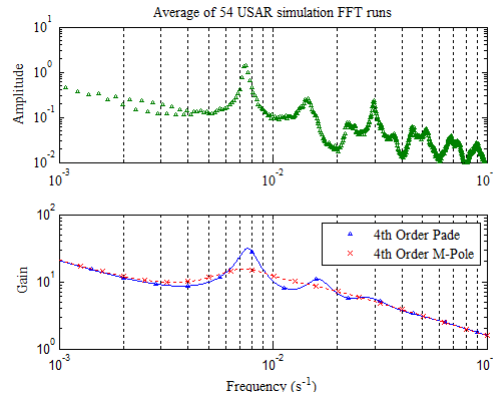 Average of 54 USAR simulation FFT runs
Amplitude
10^1
10^0
10^-1
10^-2
10^-3
10^-2
10^-1
Gain
10^2
10^1
10^0
4th Order Pade
4th Order M-Pole
10^-3
10^-2
10^-1
Frequency (s^-1)